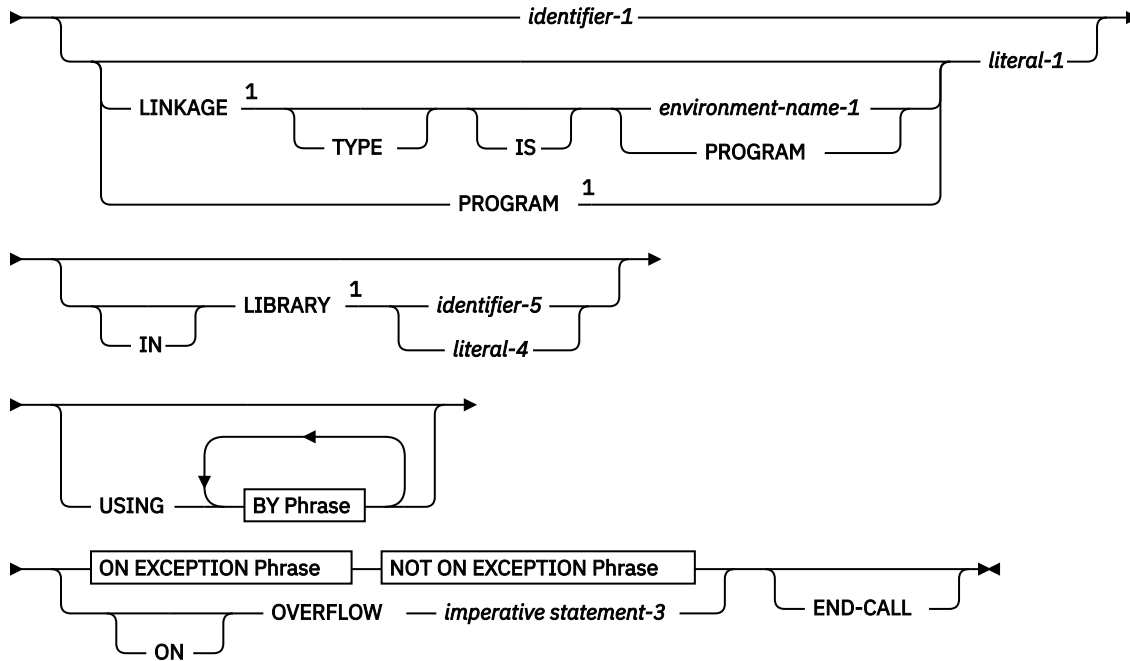 identifier-1
literal-1
LINKAGE 1 environment-name-1
TYPE IS PROGRAM
PROGRAM 1
LIBRARY 1 identifier-5
IN literal-4
USING BY Phrase
ON EXCEPTION Phrase NOT ON EXCEPTION Phrase
OVERFLOW imperative statement-3 END-CALL
ON